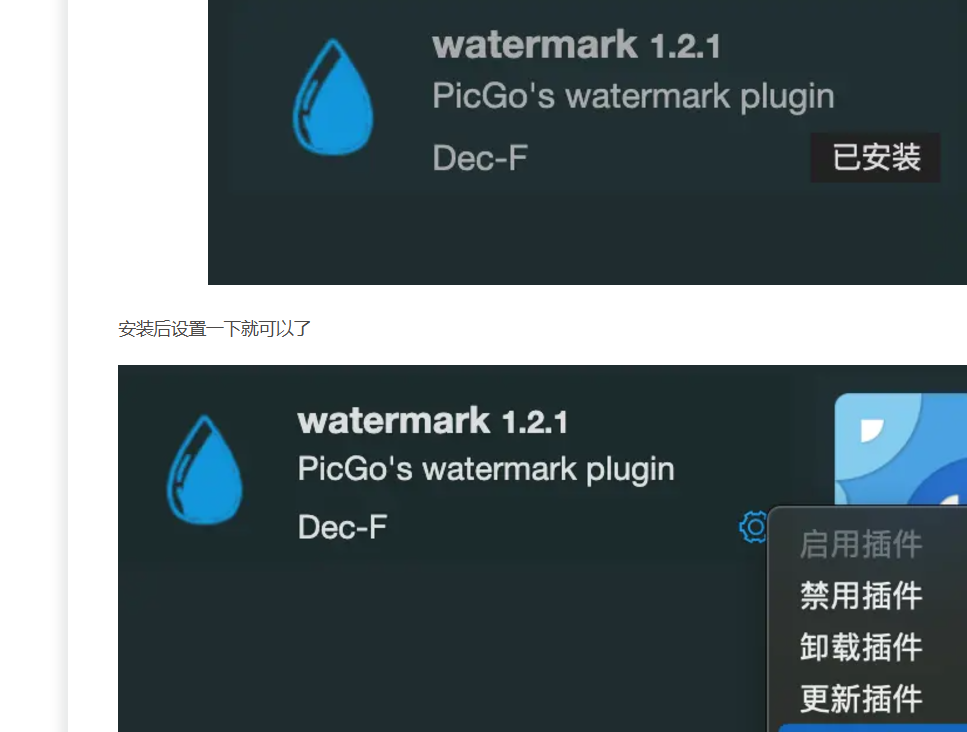 watermark 1.2.1
PicGo's watermark plugin
Dec-F
已安装
安装后设置一下就可以了
watermark 1.2.1
PicGo's watermark plugin
Dec-F
启用插件
禁用插件
卸载插件
更新插件